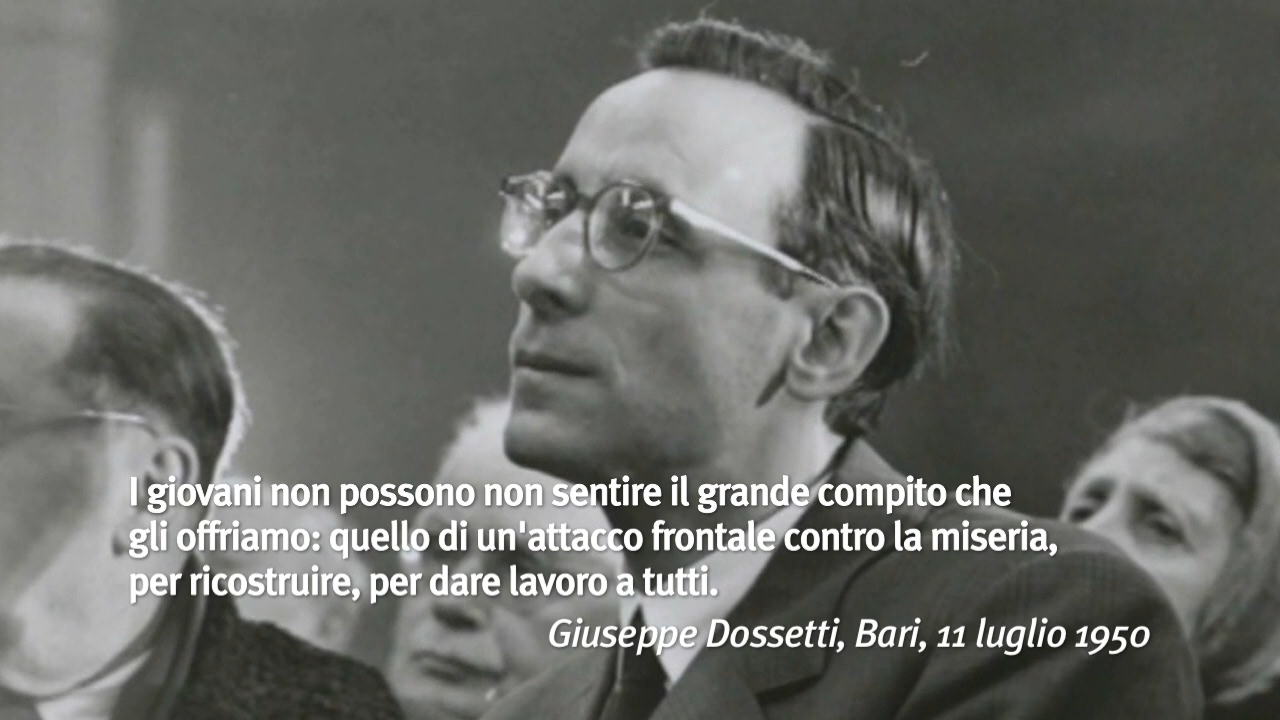 I giovani non possono non sentire il grande compito che
gli offriamo: quello di un'attacco frontale contro la miseria,
per ricostruire, per dare lavoro a tutti.
Giuseppe Dossetti, Bari, 11 luglio 1950